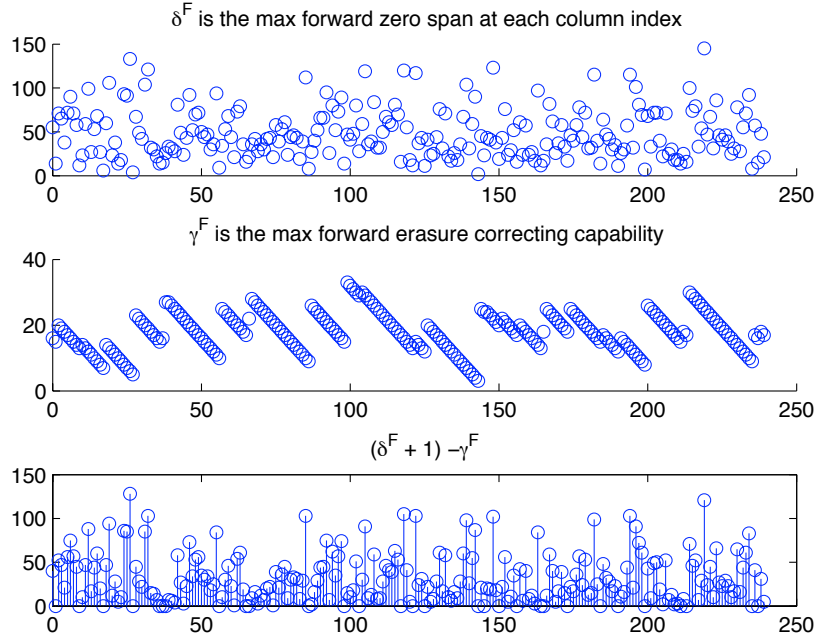 δ^F is the max forward zero span at each column index
150
100
50
0
0 50 100 150 200 250
γ^F is the max forward erasure correcting capability
40
20
0
0 50 100 150 200 250
(δ^F + 1) −γ^F
150
100
50
0
0 50 100 150 200 250